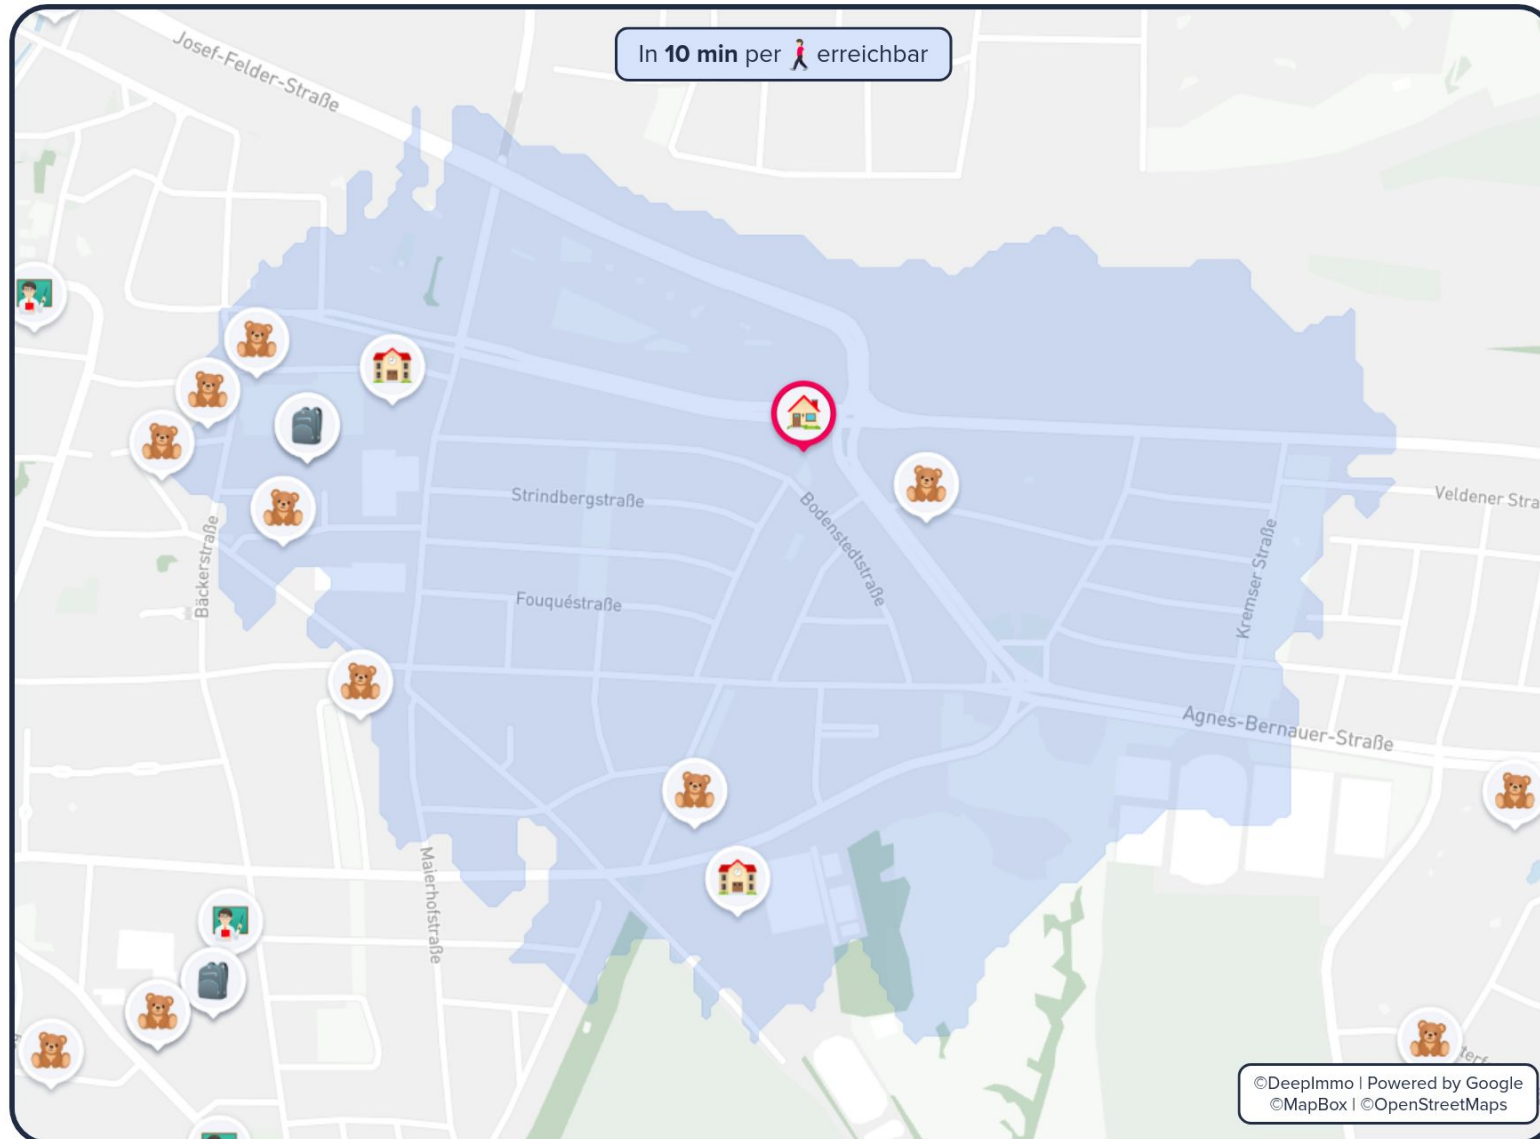 In 10 min per erreichbar
Josef-Felder-Straße
Strindbergstraße
Bodenstedtstraße
Veldener Stra
Bäckerstraße
Fouquéstraße
Kremser Straße
Agnes-Bernauer-Straße
Maierhofstraße
terf
©DeepImmo | Powered by Google
©MapBox | ©OpenStreetMaps